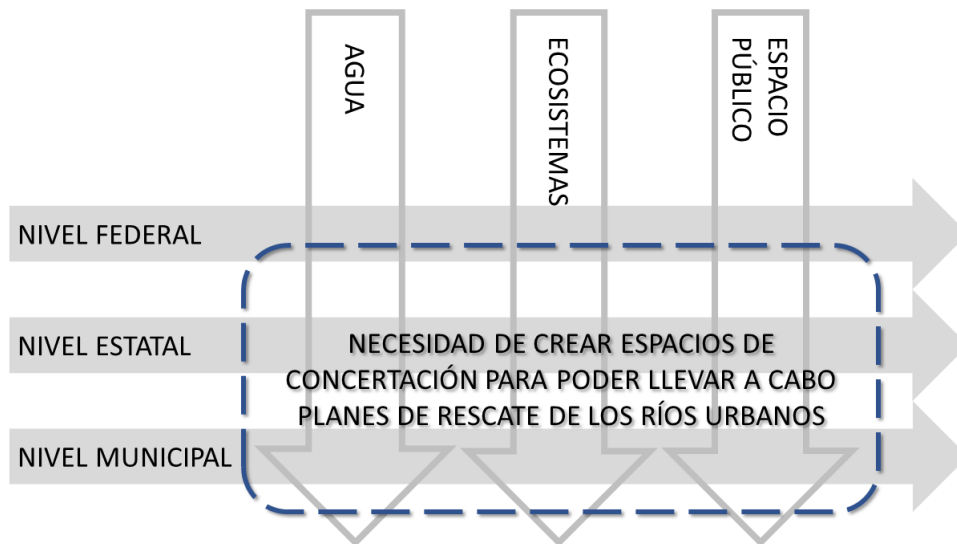 AGUA
ECOSISTEMAS
ESPACIO
PÚBLICO
NIVEL FEDERAL
NIVEL ESTATAL
NECESIDAD DE CREAR ESPACIOS DE
CONCERTACIÓN PARA PODER LLEVAR A CABO
PLANES DE RESCATE DE LOS RÍOS URBANOS
NIVEL MUNICIPAL